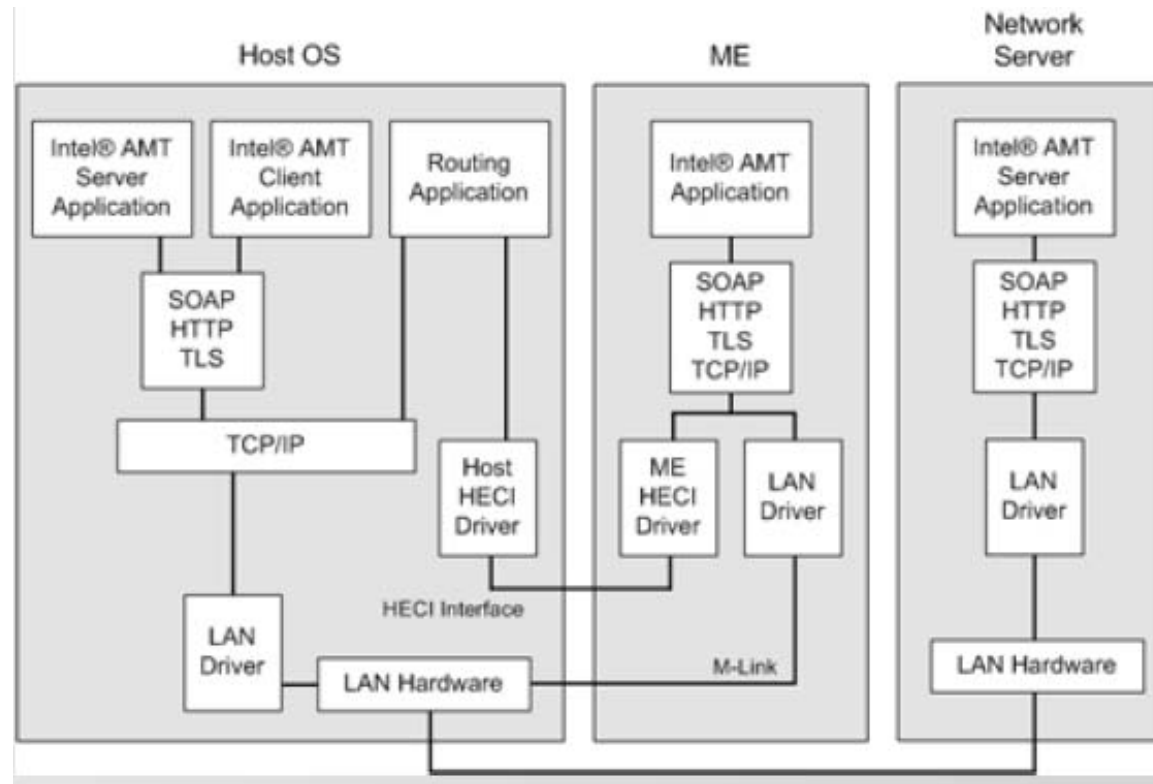 Host OS
ME
Network
Server
Intel® AMT
Server
Application
Intel® AMT
Client
Application
Routing
Application
SOAP
HTTP
TLS
TCP/IP
Host
HECI
Driver
LAN
Driver
LAN Hardware
HECI Interface
Intel® AMT
Application
SOAP
HTTP
TLS
TCP/IP
ME
HECI
Driver
LAN
Driver
M-Link
Intel® AMT
Server
Application
SOAP
HTTP
TLS
TCP/IP
LAN
Driver
LAN Hardware